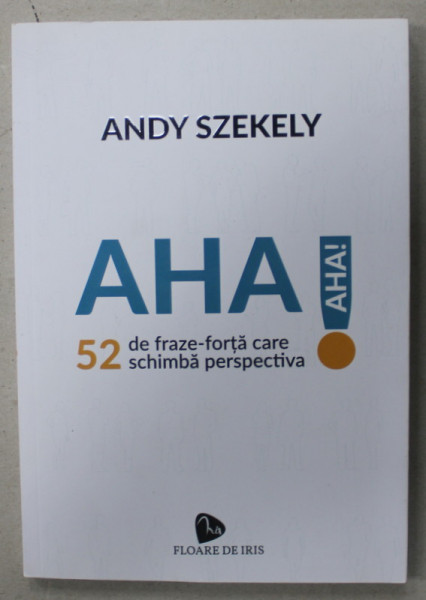 ANDY SZEKELY
AHA
AHA!
52 de fraze-forță care
schimbă perspectiva
FLOARE DE IRIS